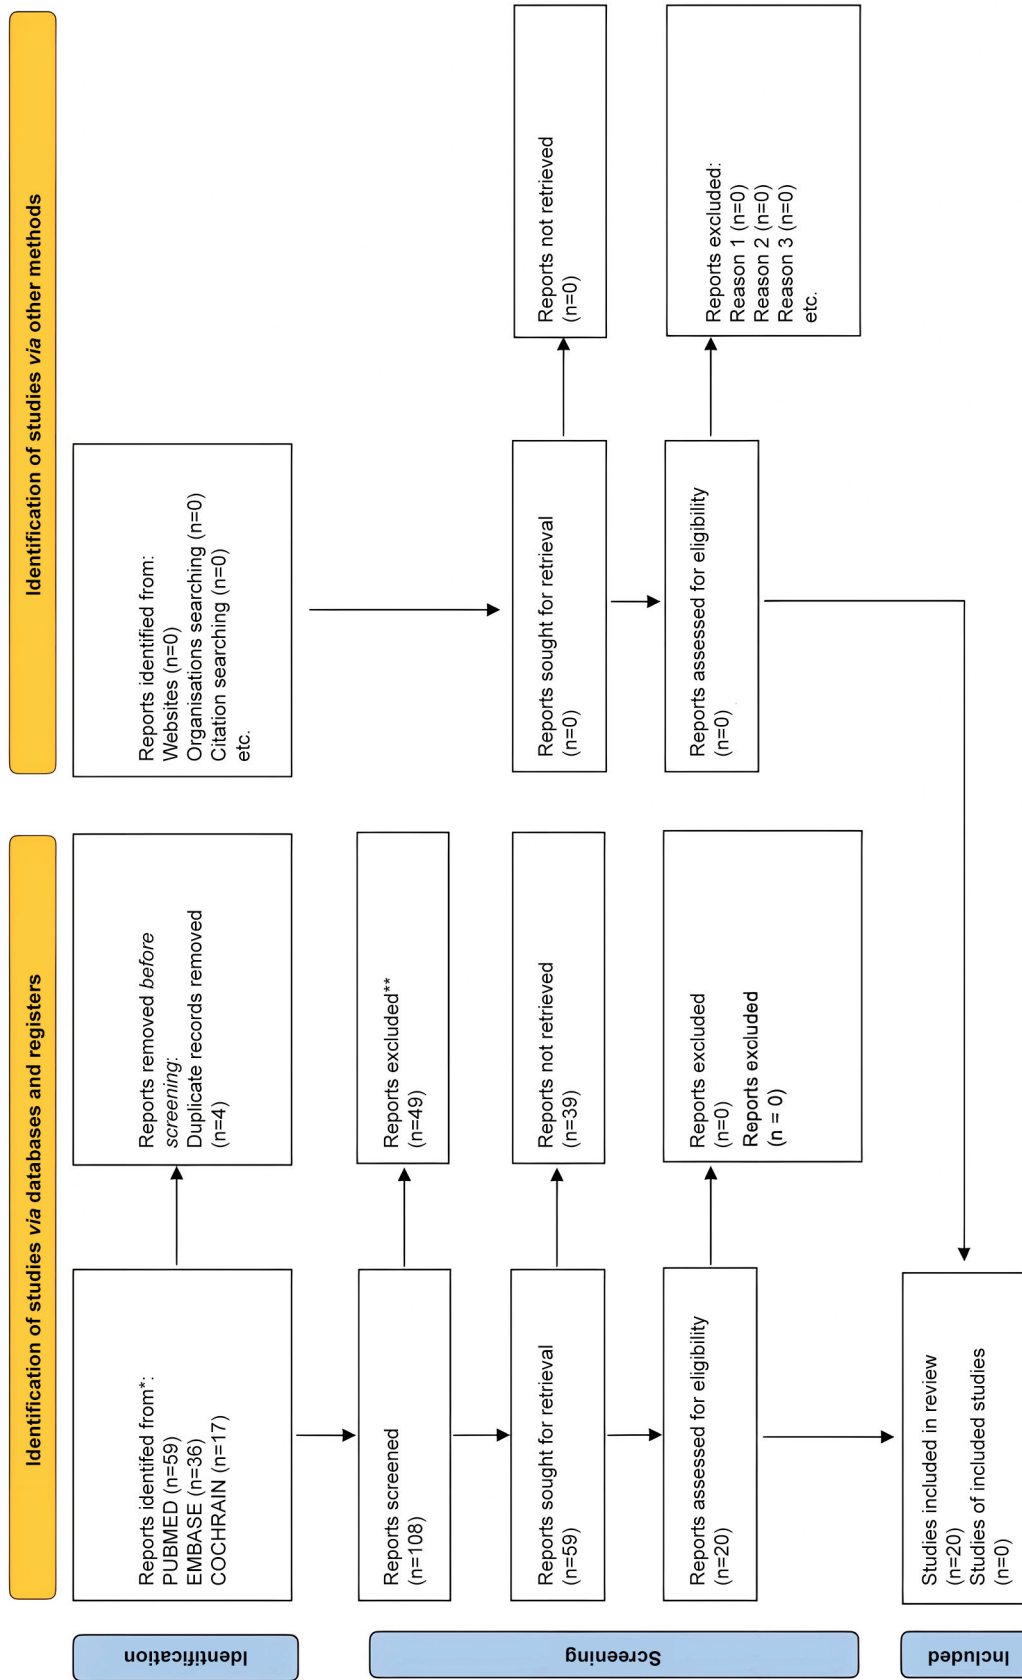 Identification of studies via databases and registers
Identification of studies via other methods
Identification
Reports identifed from*:
PUBMED (n=59)
EMBASE (n=36)
COCHRAIN (n=17)
Reports removed before
screening:
Duplicate records removed
(n=4)
Reports identified from:
Websites (n=0)
Organisations searching (n=0)
Citation searching (n=0)
etc.
Screening
Reports screened
(n=108)
Reports excluded**
(n=49)
Reports sought for retrieval
(n=59)
Reports not retrieved
(n=39)
Reports sought for retrieval
(n=0)
Reports not retrieved
(n=0)
Reports assessed for eligibility
(n=20)
Reports excluded
(n=0)
Reports excluded
(n = 0)
Reports assessed for eligibility
(n=0)
Reports excluded:
Reason 1 (n=0)
Reason 2 (n=0)
Reason 3 (n=0)
etc.
Included
Studies included in review
(n=20)
Studies of included studies
(n=0)